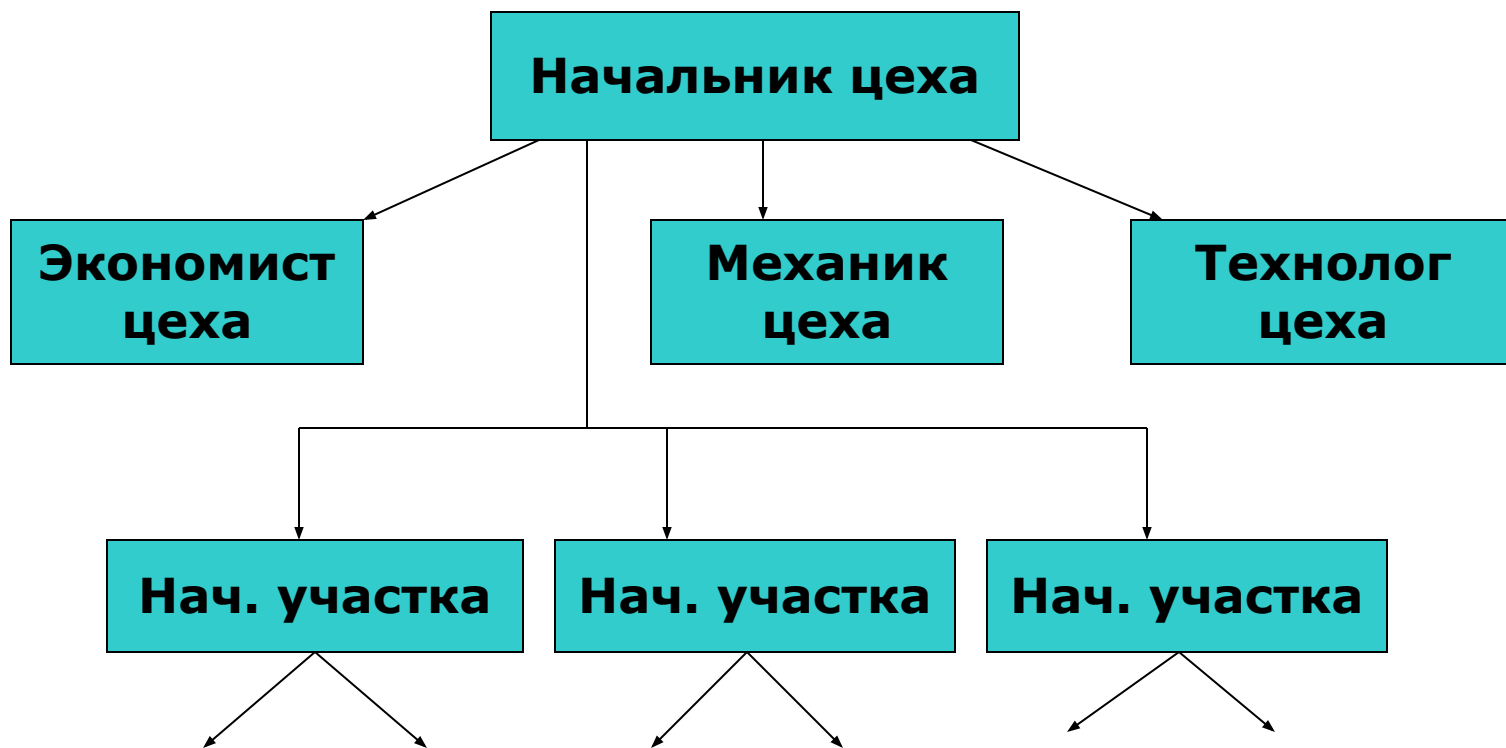 Начальник цеха
Экономист
цеха
Механик
цеха
Технолог
цеха
Нач. участка
Нач. участка
Нач. участка